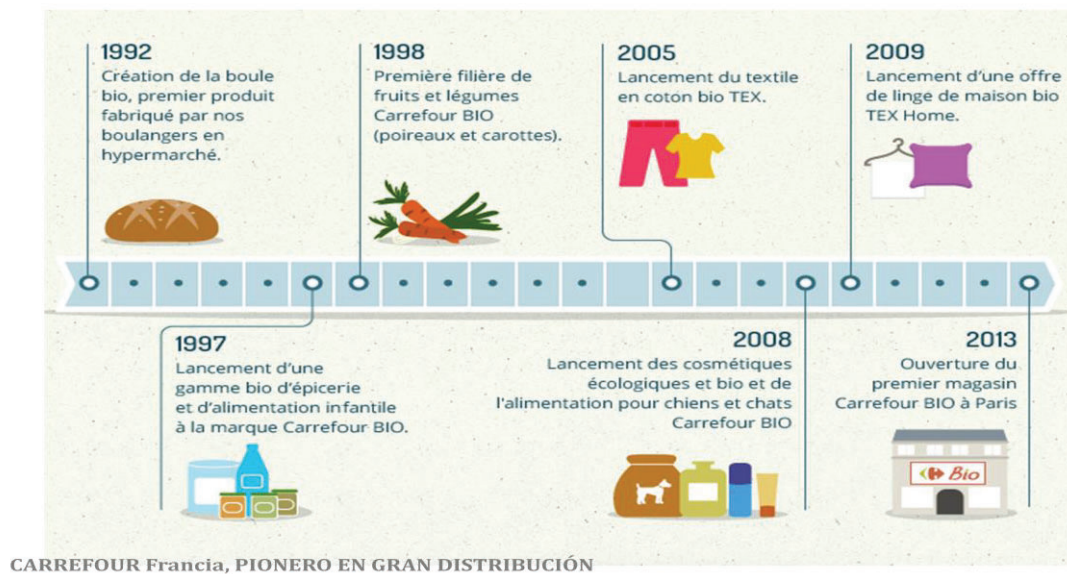 1992
Création de la boule
bio, premier produit
fabriqué par nos
boulangers en
hypermarché.
1998
Première filière de
fruits et légumes
Carrefour BIO
(poireaux et carottes).
2005
Lancement du textile
en coton bio TEX.
2009
Lancement d'une offre
de linge de maison bio
TEX Home.
1997
Lancement d'une
gamme bio d'épicerie
et d'alimentation infantile
à la marque Carrefour BIO.
2008
Lancement des cosmétiques
écologiques et bio et de
l'alimentation pour chiens et chats
Carrefour BIO
2013
Ouverture du
premier magasin
Carrefour BIO à Paris
Bio
CARREFOUR Francia, PIONERO EN GRAN DISTRIBUCIÓN